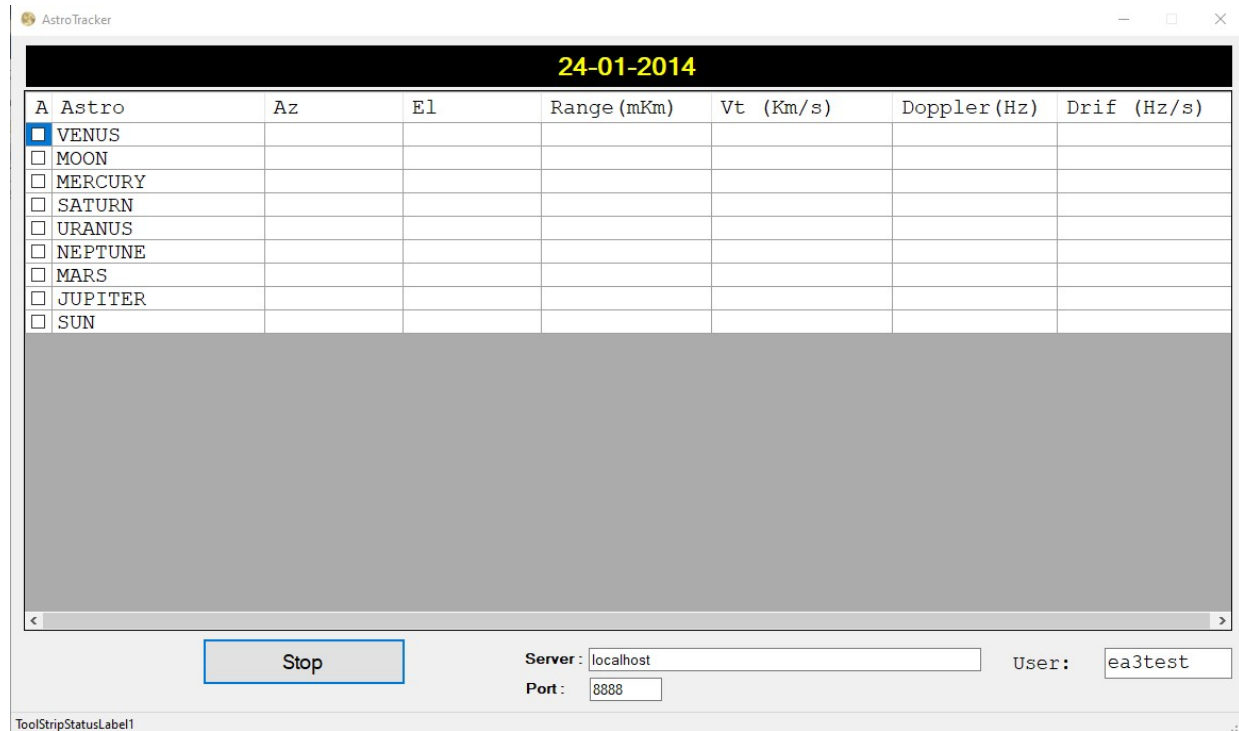 AstroTracker
24-01-2014
A Astro Az El Range(mKm) Vt (Km/s) Doppler(Hz) Drif (Hz/s)
VENUS
MOON
MERCURY
SATURN
URANUS
NEPTUNE
MARS
JUPITER
SUN
Stop Server : localhost User: ea3test
Port : 8888
ToolStripStatusLabel1